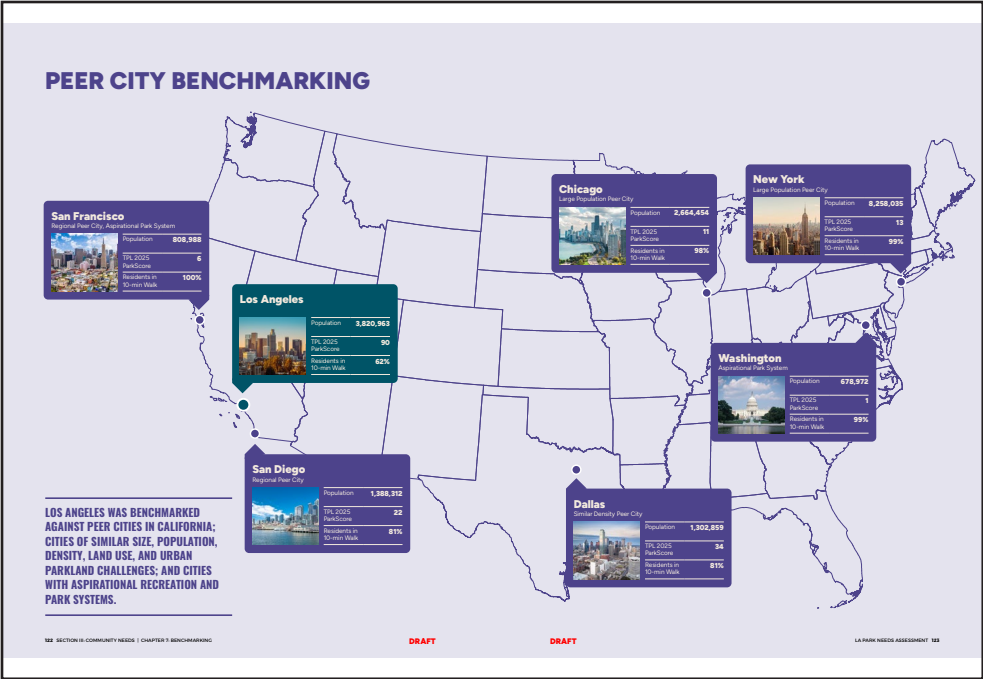 PEER CITY BENCHMARKING
San Francisco
Regional Peer City, Aspirational Park System
Population 808,988
TPL 2025
ParkScore 6
Residents in
10-min Walk 100%
Los Angeles
Population 3,820,963
TPL 2025
ParkScore 90
Residents in
10-min Walk 62%
San Diego
Regional Peer City
Population 1,388,312
TPL 2025
ParkScore 22
Residents in
10-min Walk 81%
Chicago
Large Population Peer City
Population 2,664,454
TPL 2025
ParkScore 11
Residents in
10-min Walk 98%
New York
Large Population Peer City
Population 8,258,035
TPL 2025
ParkScore 13
Residents in
10-min Walk 99%
Washington
Aspirational Park System
Population 678,972
TPL 2025
ParkScore 1
Residents in
10-min Walk 99%
Dallas
Similar Density Peer City
Population 1,302,859
TPL 2025
ParkScore 34
Residents in
10-min Walk 81%
LOS ANGELES WAS BENCHMARKED
AGAINST PEER CITIES IN CALIFORNIA;
CITIES OF SIMILAR SIZE, POPULATION,
DENSITY, LAND USE, AND URBAN
PARKLAND CHALLENGES; AND CITIES
WITH ASPIRATIONAL RECREATION AND
PARK SYSTEMS.
122 SECTION III: COMMUNITY NEEDS | CHAPTER 7: BENCHMARKING
DRAFT
DRAFT
LA PARK NEEDS ASSESSMENT 123